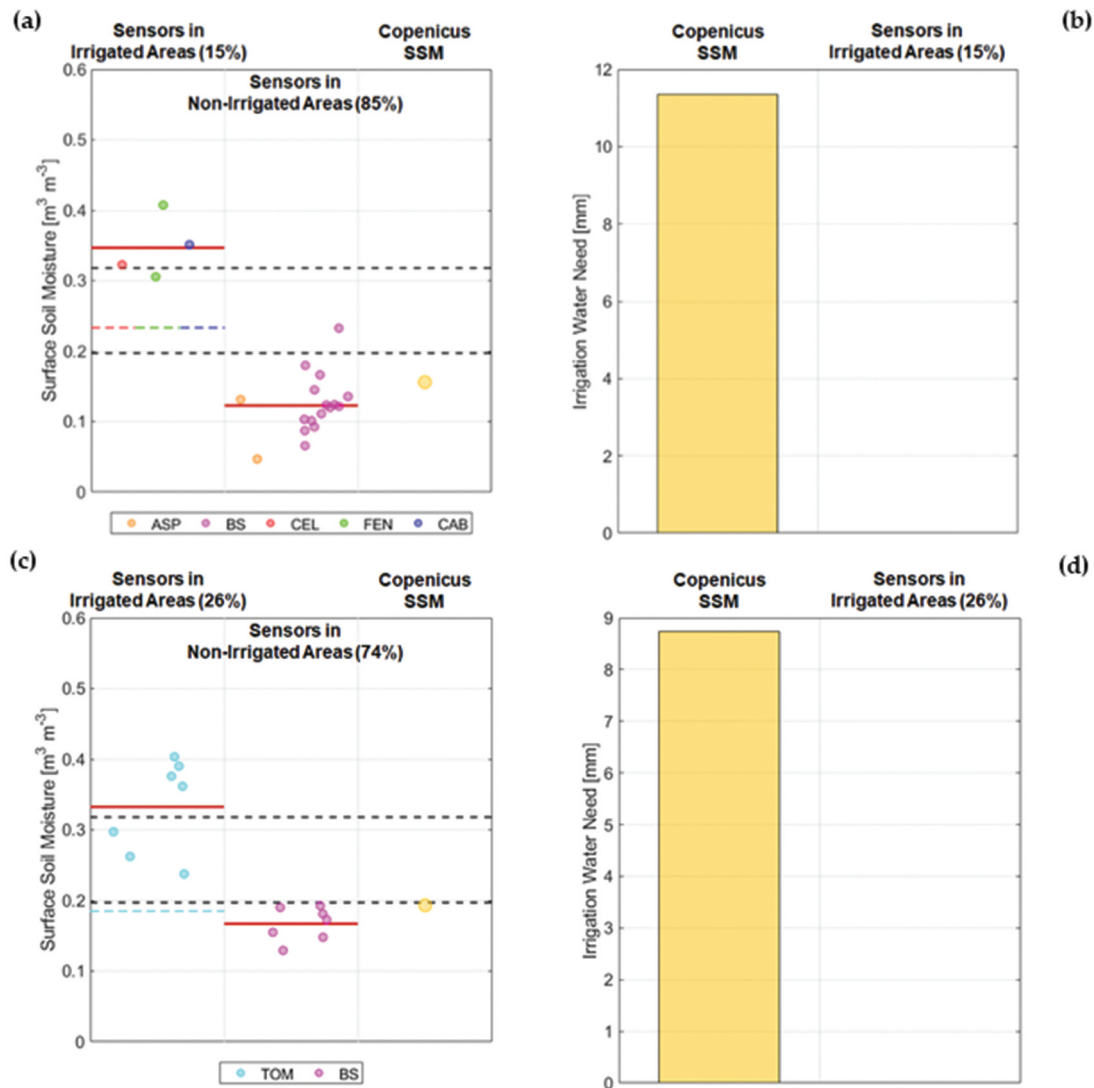 (a)
Sensors in
Irrigated Areas (15%)
Copenicus
SSM
Sensors in
Non-Irrigated Areas (85%)
Surface Soil Moisture [m³ m⁻³]
0.6
0.5
0.4
0.3
0.2
0.1
0
ASP BS CEL FEN CAB
(b)
Copenicus
SSM
Sensors in
Irrigated Areas (15%)
Irrigation Water Need [mm]
12
10
8
6
4
2
0
(c)
Sensors in
Irrigated Areas (26%)
Copenicus
SSM
Sensors in
Non-Irrigated Areas (74%)
Surface Soil Moisture [m³ m⁻³]
0.6
0.5
0.4
0.3
0.2
0.1
0
TOM BS
(d)
Copenicus
SSM
Sensors in
Irrigated Areas (26%)
Irrigation Water Need [mm]
9
8
7
6
5
4
3
2
1
0